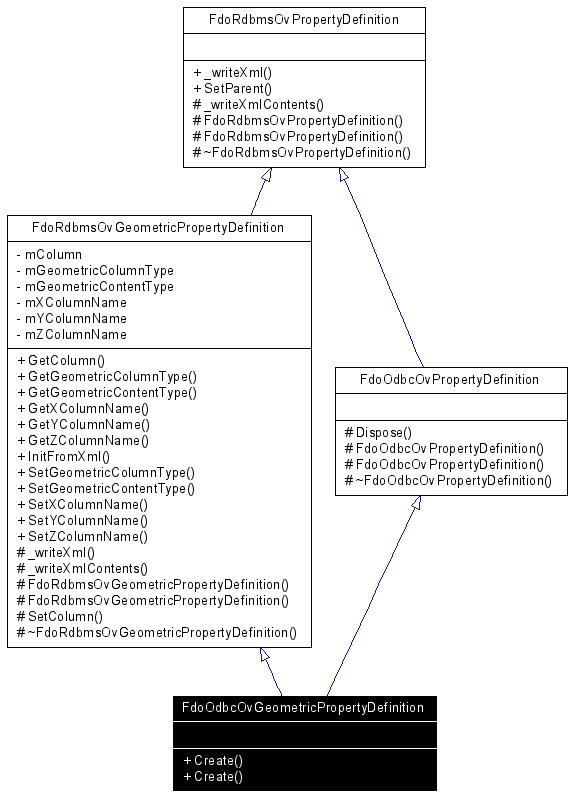 FdoRdbmsOvPropertyDefinition
+ _writeXml()
+ SetParent()
# _writeXmlContents()
# FdoRdbmsOvPropertyDefinition()
# FdoRdbmsOvPropertyDefinition()
# ~FdoRdbmsOvPropertyDefinition()
FdoRdbmsOvGeometricPropertyDefinition
- mColumn
- mGeometricColumnType
- mGeometricContentType
- mXColumnName
- mYColumnName
- mZColumnName
+ GetColumn()
+ GetGeometricColumnType()
+ GetGeometricContentType()
+ GetXColumnName()
+ GetYColumnName()
+ GetZColumnName()
+ InitFromXml()
+ SetGeometricColumnType()
+ SetGeometricContentType()
+ SetXColumnName()
+ SetYColumnName()
+ SetZColumnName()
# _writeXml()
# _writeXmlContents()
# FdoRdbmsOvGeometricPropertyDefinition()
# FdoRdbmsOvGeometricPropertyDefinition()
# SetColumn()
# ~FdoRdbmsOvGeometricPropertyDefinition()
FdoOdbcOvPropertyDefinition
# Dispose()
# FdoOdbcOvPropertyDefinition()
# FdoOdbcOvPropertyDefinition()
# ~FdoOdbcOvPropertyDefinition()
FdoOdbcOvGeometricPropertyDefinition
+ Create()
+ Create()